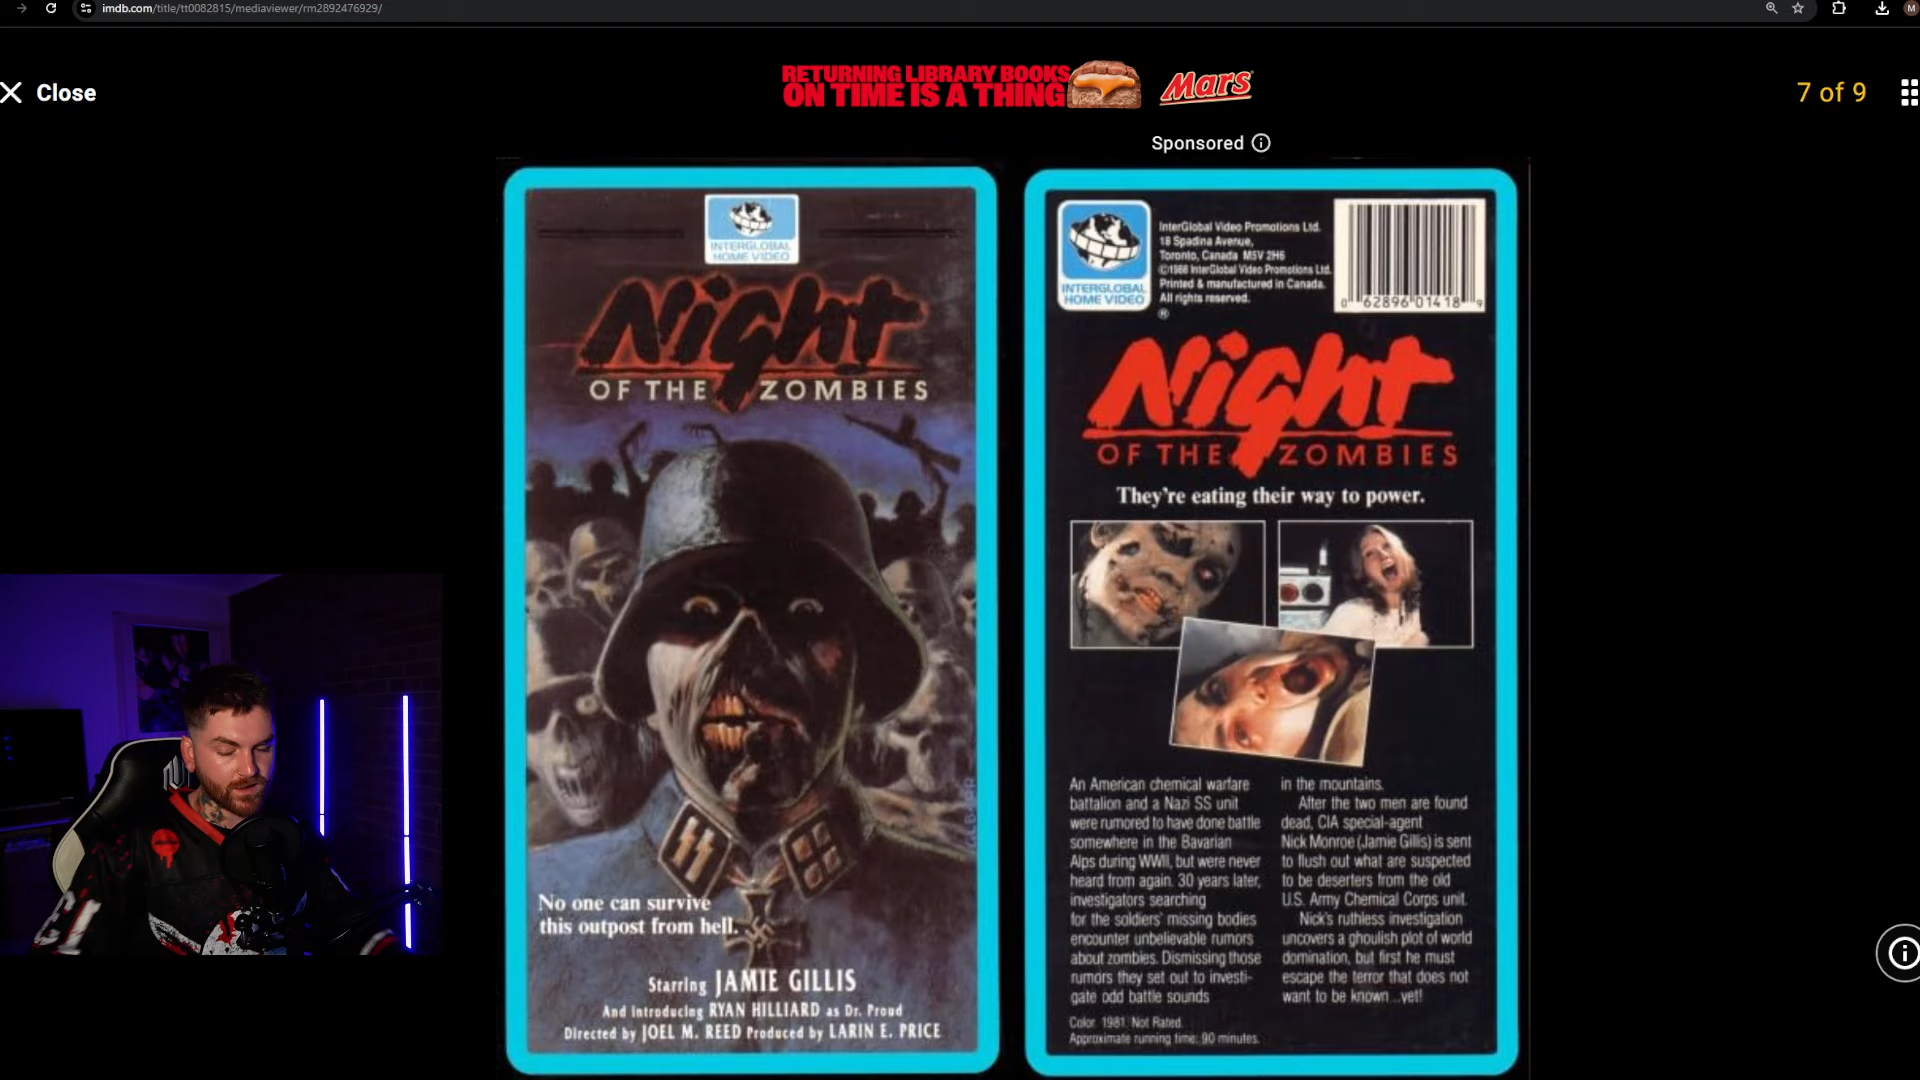 imdb.com/title/tt0082815/mediaviewer/rm2892476929/
M
Close
RETURNING LIBRARY BOOKS
ON TIME IS A THING
Mars
7 of 9
Sponsored
INTERGLOBAL
HOME VIDEO
Night
OF THE ZOMBIES
No one can survive
this outpost from hell.
Starring JAMIE GILLIS
And Introducing RYAN HILLIARD as Dr. Proud
Directed by JOEL M. REED Produced by LARIN E. PRICE
INTERGLOBAL
HOME VIDEO
®
InterGlobal Video Promotions Ltd.
18 Spadina Avenue,
Toronto, Canada M5V 2H6
©1988 InterGlobal Video Promotions Ltd.
Printed & manufactured in Canada.
All rights reserved.
0 62896 01418 9
Night
OF THE ZOMBIES
They're eating their way to power.
An American chemical warfare
battalion and a Nazi SS unit
were rumored to have done battle
somewhere in the Bavarian
Alps during WWII, but were never
heard from again. 30 years later,
investigators searching
for the soldiers' missing bodies
encounter unbelievable rumors
about zombies. Dismissing those
rumors they set out to investi-
gate odd battle sounds
in the mountains.
After the two men are found
dead, CIA special-agent
Nick Monroe (Jamie Gillis) is sent
to flush out what are suspected
to be deserters from the old
U.S. Army Chemical Corps unit.
Nick's ruthless investigation
uncovers a ghoulish plot of world
domination, but first he must
escape the terror that does not
want to be known...yet!
Color. 1981. Not Rated.
Approximate running time: 90 minutes.